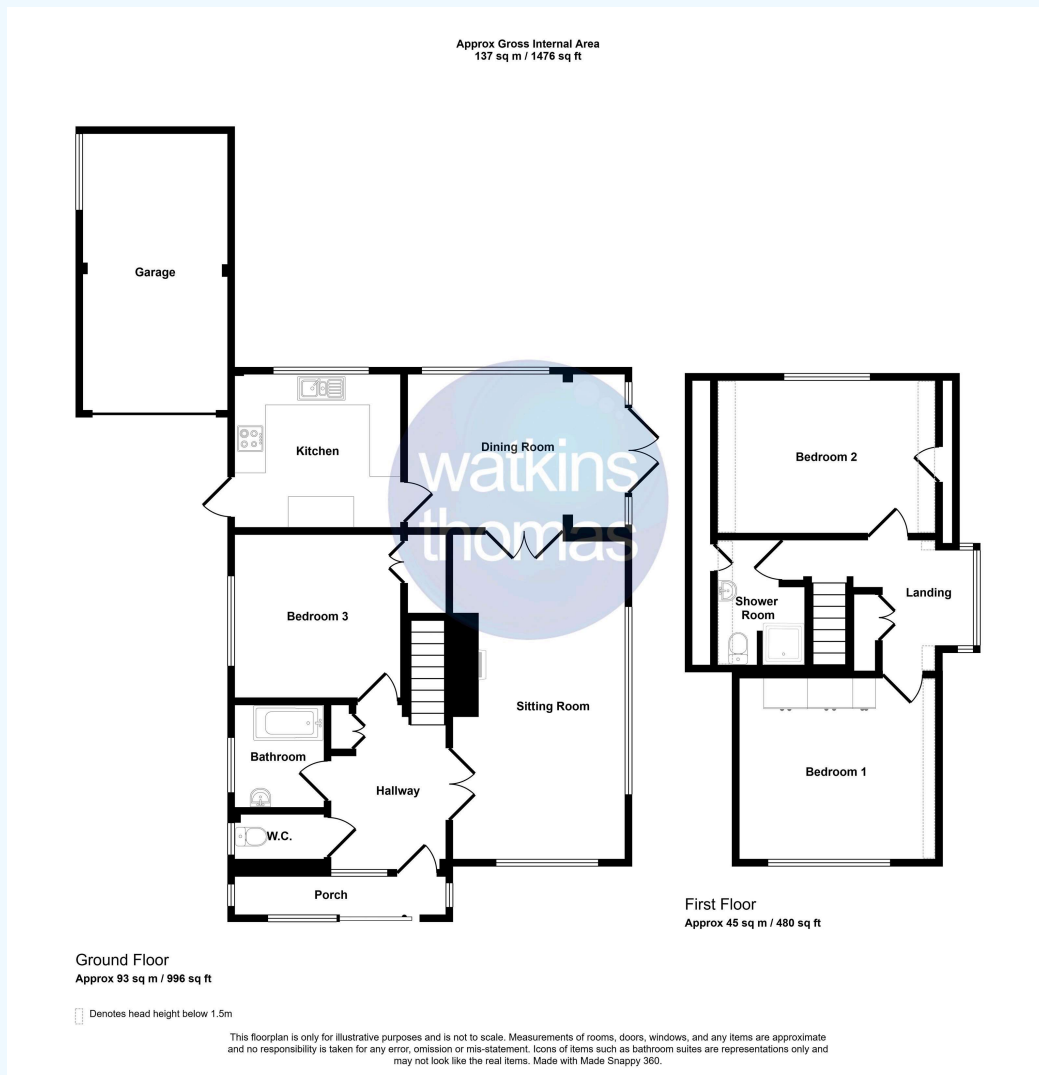 Approx Gross Internal Area
137 sq m / 1476 sq ft
Garage
Kitchen
Dining Room
watkins
thomas
Bedroom 2
Bedroom 3
Shower
Room
Landing
Sitting Room
Bathroom
Hallway
Bedroom 1
W.C.
Porch
First Floor
Approx 45 sq m / 480 sq ft
Ground Floor
Approx 93 sq m / 996 sq ft
Denotes head height below 1.5m
This floorplan is only for illustrative purposes and is not to scale. Measurements of rooms, doors, windows, and any items are approximate
and no responsibility is taken for any error, omission or mis-statement. Icons of items such as bathroom suites are representations only and
may not look like the real items. Made with Made Snappy 360.